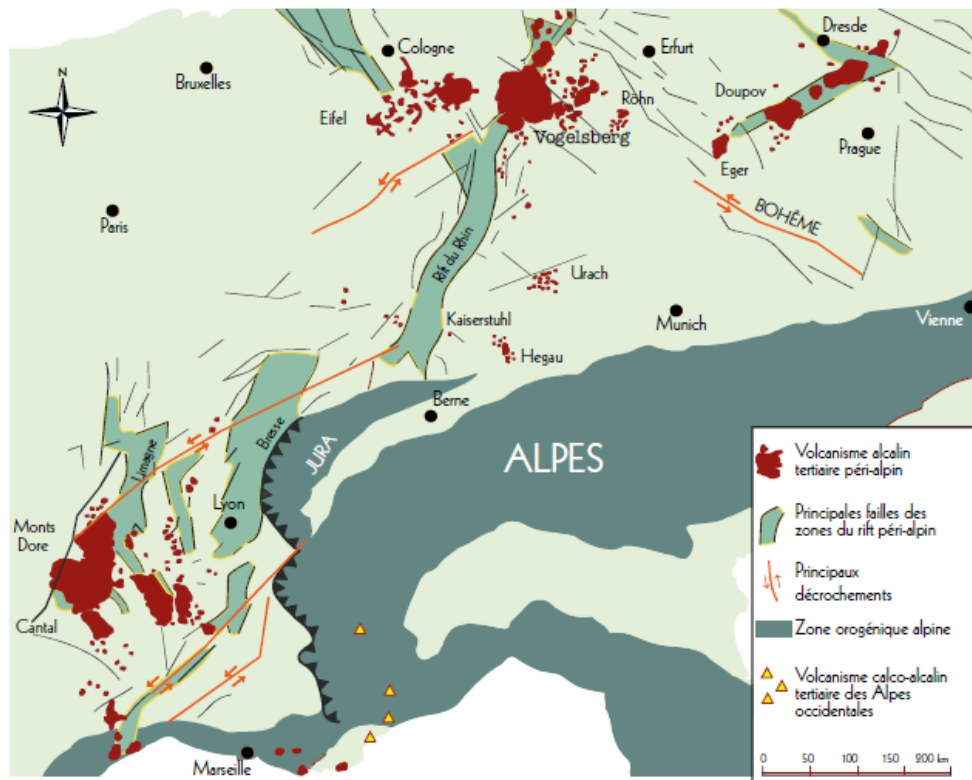 N
Bruxelles
Cologne
Erfurt
Dresde
Eifel
Röhn
Vogelsberg
Doupov
Eger
Prague
BOHÊME
Paris
Rift du Rhin
Urach
Kaiserstuhl
Hegau
Munich
Vienne
Berne
JURA
ALPES
Limagne
Bresse
Lyon
Monts
Dore
Cantal
Marseille
Volcanisme alcalin
tertiaire péri-alpin
Principales failles des
zones du rift péri-alpin
Principaux
décrochements
Zone orogénique alpine
Volcanisme calco-alcalin
tertiaire des Alpes
occidentales
0 50 100 150 200 km